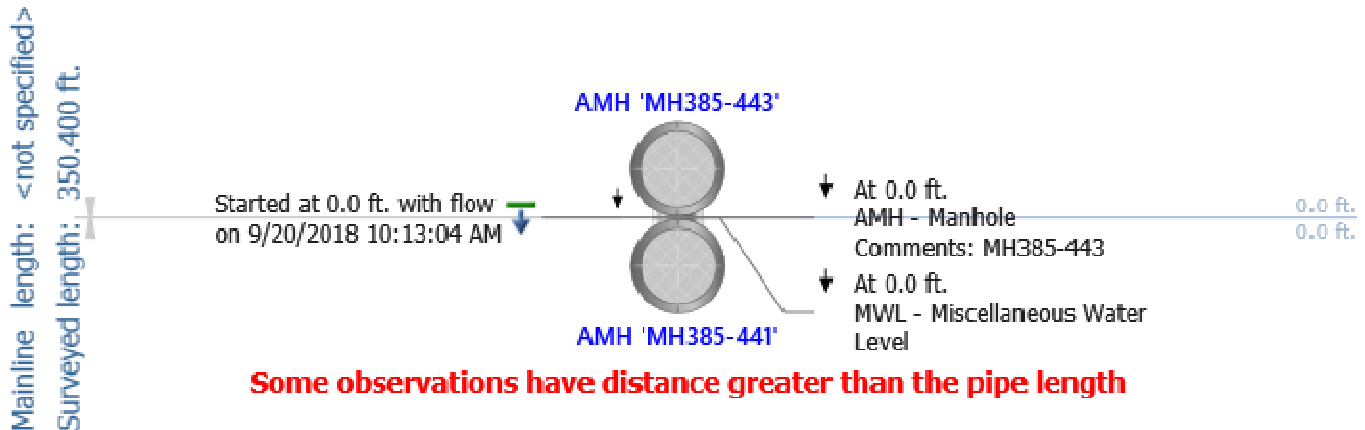 Mainline length: <not specified>
Surveyed length: 350.400 ft.
AMH 'MH385-443'
Started at 0.0 ft. with flow
on 9/20/2018 10:13:04 AM
At 0.0 ft.
AMH - Manhole
Comments: MH385-443
0.0 ft.
0.0 ft.
At 0.0 ft.
MWL - Miscellaneous Water
Level
AMH 'MH385-441'
Some observations have distance greater than the pipe length